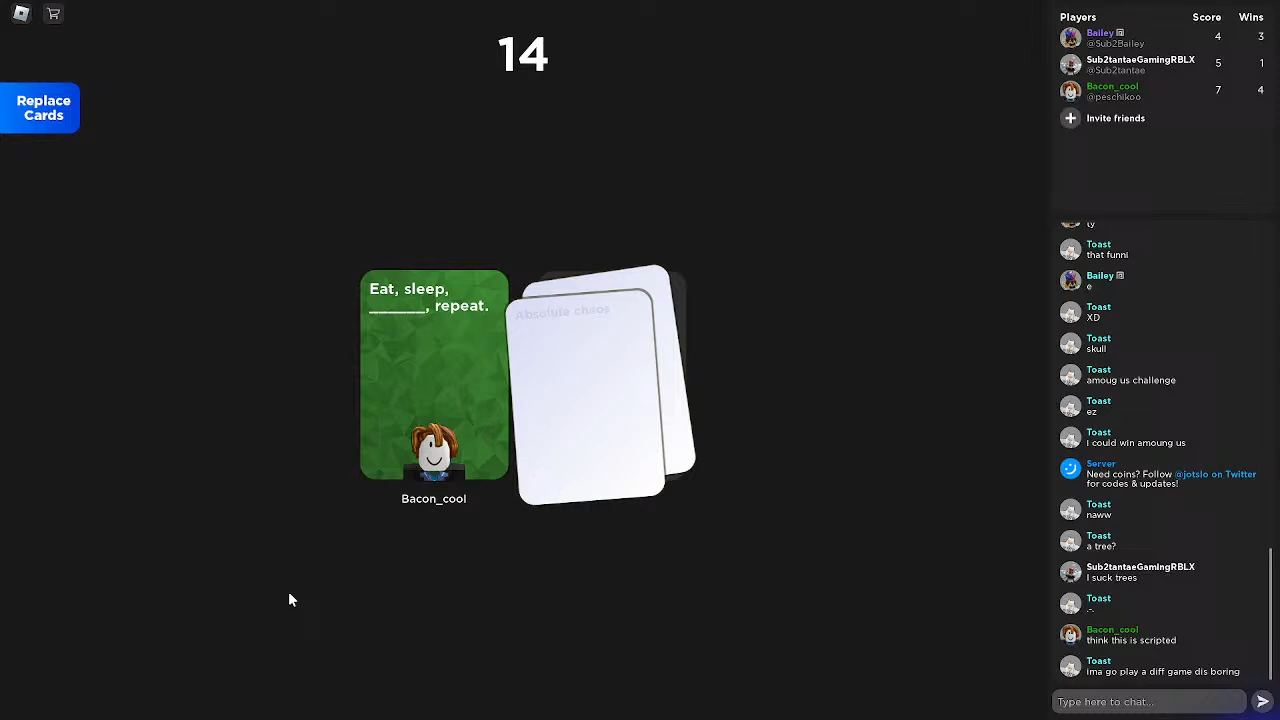 14
Replace
Cards
Eat, sleep,
______, repeat.
Absolute chaos
Bacon_cool
Players Score Wins
Bailey 4 3
@Sub2Bailey
Sub2tantaeGamingRBLX 5 1
@Sub2tantae
Bacon_cool 7 4
@peschikoo
Invite friends
ty
Toast
that funni
Bailey
e
Toast
XD
Toast
skull
Toast
amoug us challenge
Toast
ez
Toast
I could win amoung us
Server
Need coins? Follow @jotslo on Twitter
for codes & updates!
Toast
naww
Toast
a tree?
Sub2tantaeGamingRBLX
I suck trees
Toast
.-.
Bacon_cool
think this is scripted
Toast
ima go play a diff game dis boring
Type here to chat...